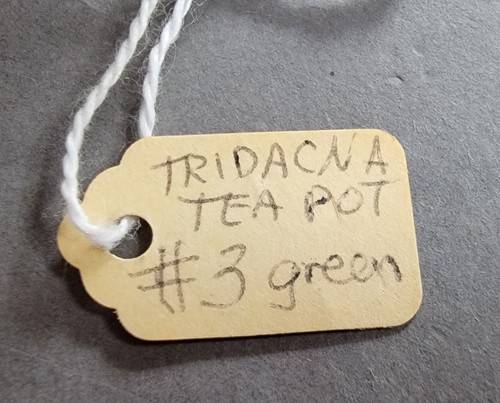 TRIDACNA
TEA POT
#3 green